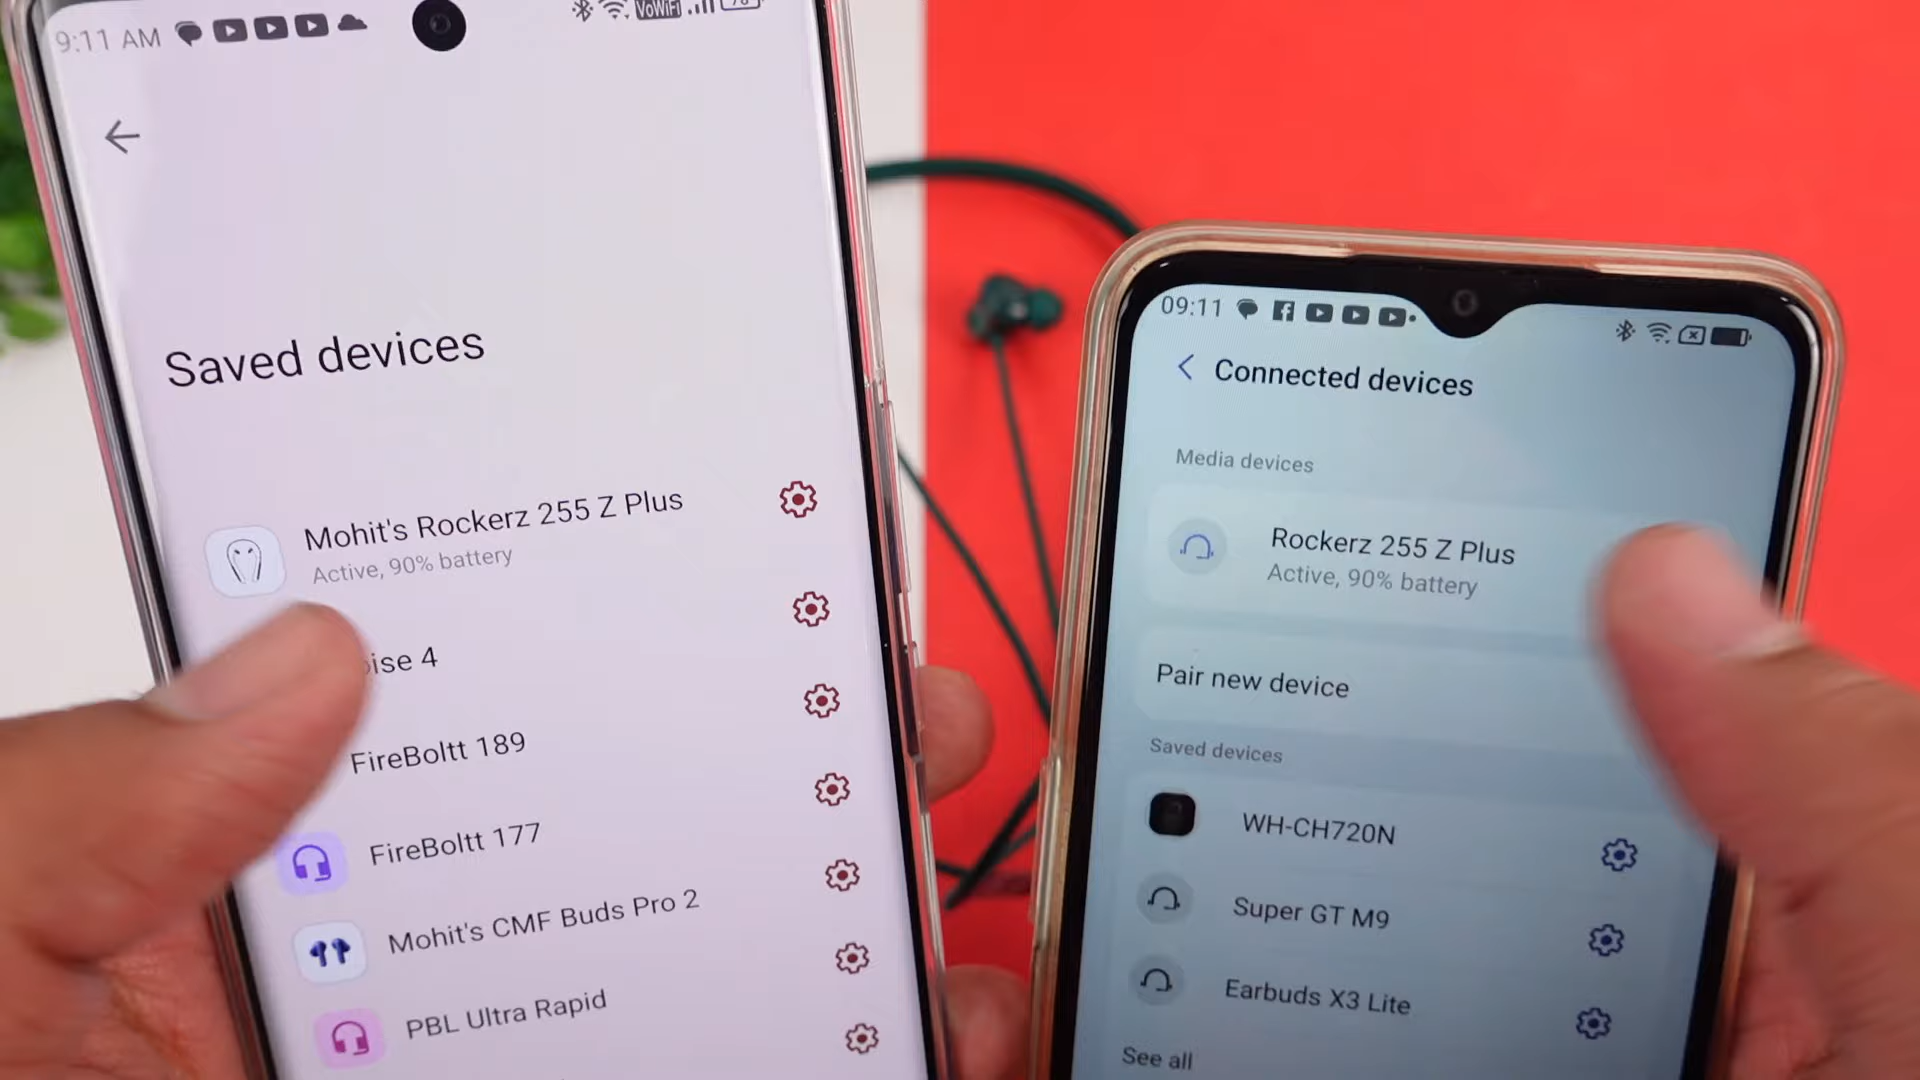 9:11 AM
VoWiFi
Saved devices
Mohit's Rockerz 255 Z Plus
Active, 90% battery
ise 4
FireBoltt 189
FireBoltt 177
Mohit's CMF Buds Pro 2
PBL Ultra Rapid
09:11
Connected devices
Media devices
Rockerz 255 Z Plus
Active, 90% battery
Pair new device
Saved devices
WH-CH720N
Super GT M9
Earbuds X3 Lite
See all